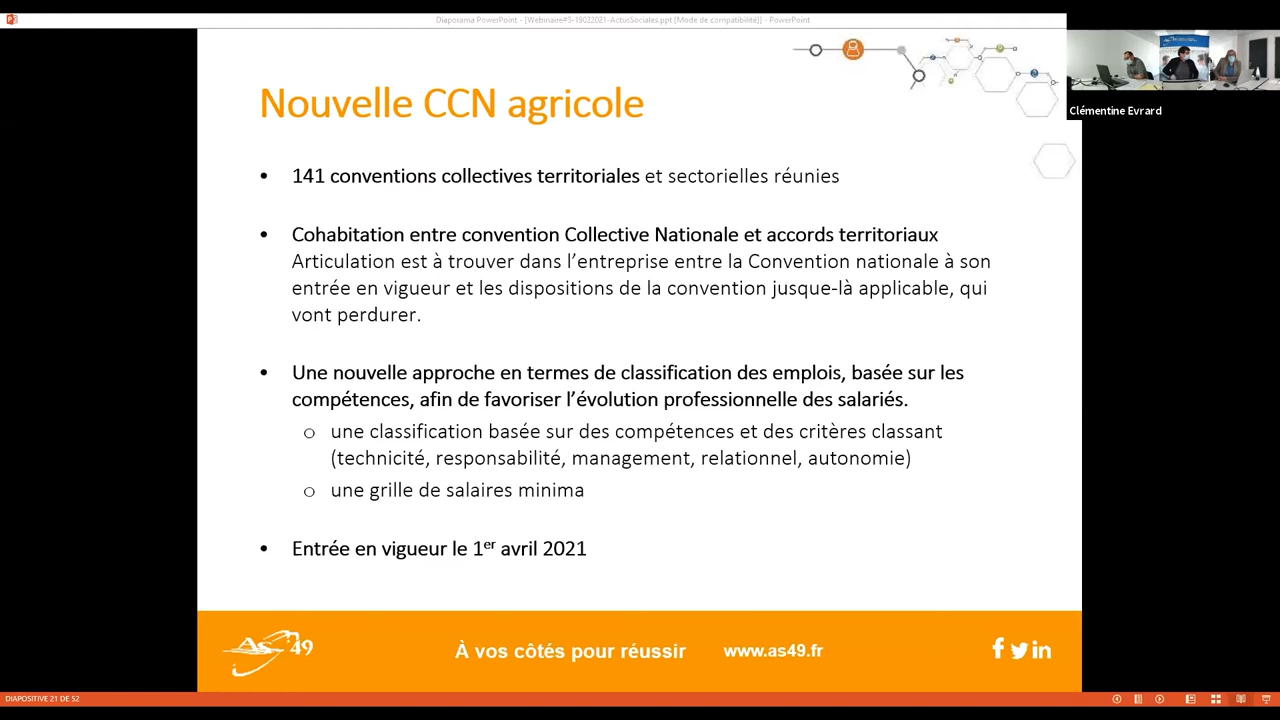 Diaporama PowerPoint - [Webinaire#3-19022021-ActusSociales.ppt [Mode de compatibilité]] - PowerPoint
Clémentine Evrard
Nouvelle CCN agricole
• 141 conventions collectives territoriales et sectorielles réunies
• Cohabitation entre convention Collective Nationale et accords territoriaux
Articulation est à trouver dans l’entreprise entre la Convention nationale à son
entrée en vigueur et les dispositions de la convention jusque-là applicable, qui
vont perdurer.
• Une nouvelle approche en termes de classification des emplois, basée sur les
compétences, afin de favoriser l’évolution professionnelle des salariés.
o une classification basée sur des compétences et des critères classant
(technicité, responsabilité, management, relationnel, autonomie)
o une grille de salaires minima
• Entrée en vigueur le 1er avril 2021
As 49
À vos côtés pour réussir
www.as49.fr
DIAPOSITIVE 21 DE 52